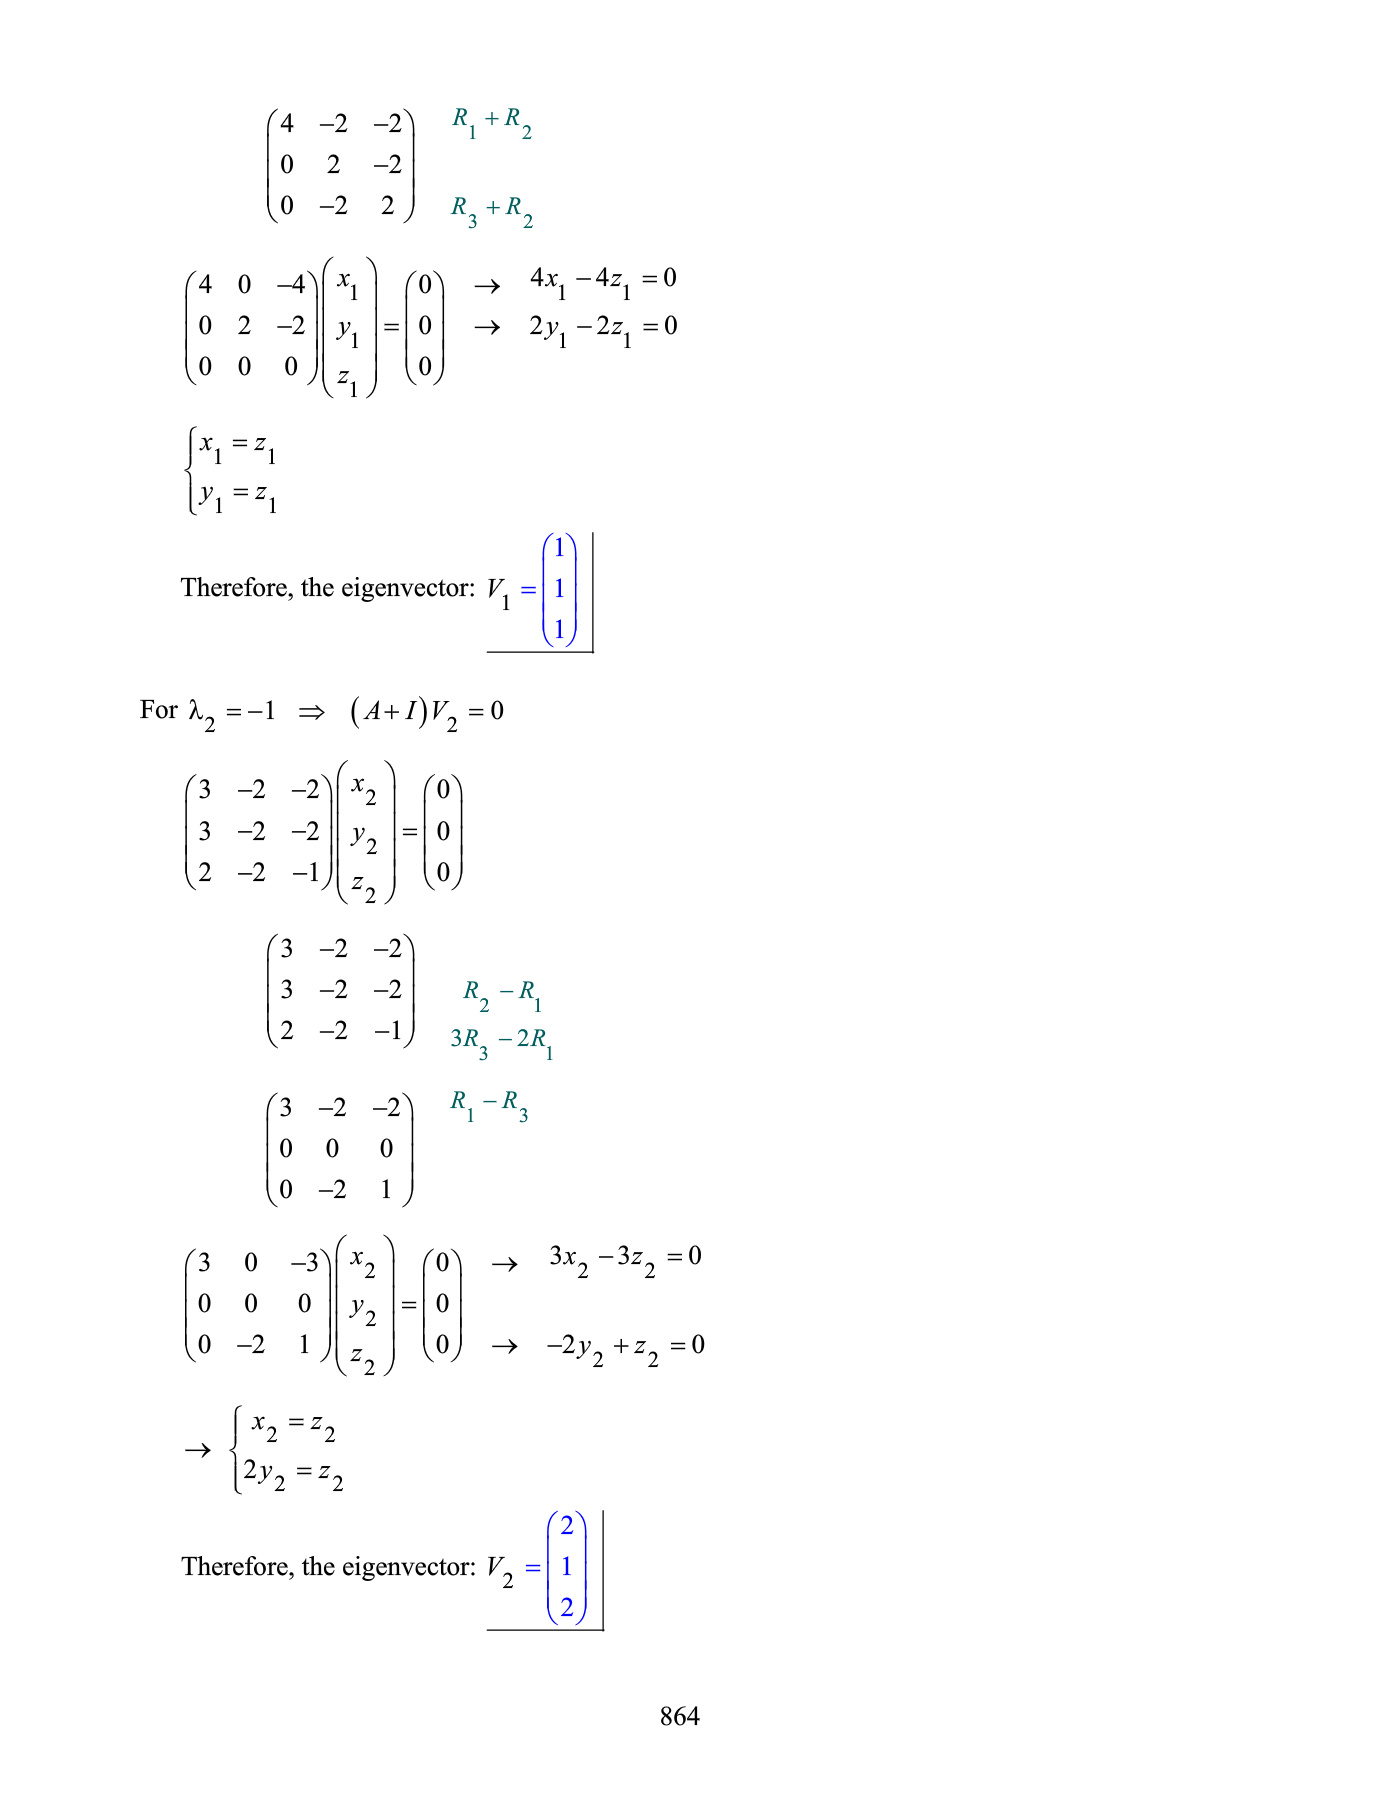 (4 −2 −2) R₁ + R₂
(0 2 −2)
(0 −2 2) R₃ + R₂
(4 0 −4) (x₁) (0) → 4x₁ − 4z₁ = 0
(0 2 −2) (y₁) = (0) → 2y₁ − 2z₁ = 0
(0 0 0) (z₁) (0)
{x₁ = z₁
{y₁ = z₁
(1)
Therefore, the eigenvector: V₁ = (1)
(1)
For λ₂ = −1 ⇒ (A + I)V₂ = 0
(3 −2 −2) (x₂) (0)
(3 −2 −2) (y₂) = (0)
(2 −2 −1) (z₂) (0)
(3 −2 −2)
(3 −2 −2) R₂ − R₁
(2 −2 −1) 3R₃ − 2R₁
(3 −2 −2) R₁ − R₃
(0 0 0)
(0 −2 1)
(3 0 −3) (x₂) (0) → 3x₂ − 3z₂ = 0
(0 0 0) (y₂) = (0)
(0 −2 1) (z₂) (0) → −2y₂ + z₂ = 0
→ {x₂ = z₂
{2y₂ = z₂
(2)
Therefore, the eigenvector: V₂ = (1)
(2)
864